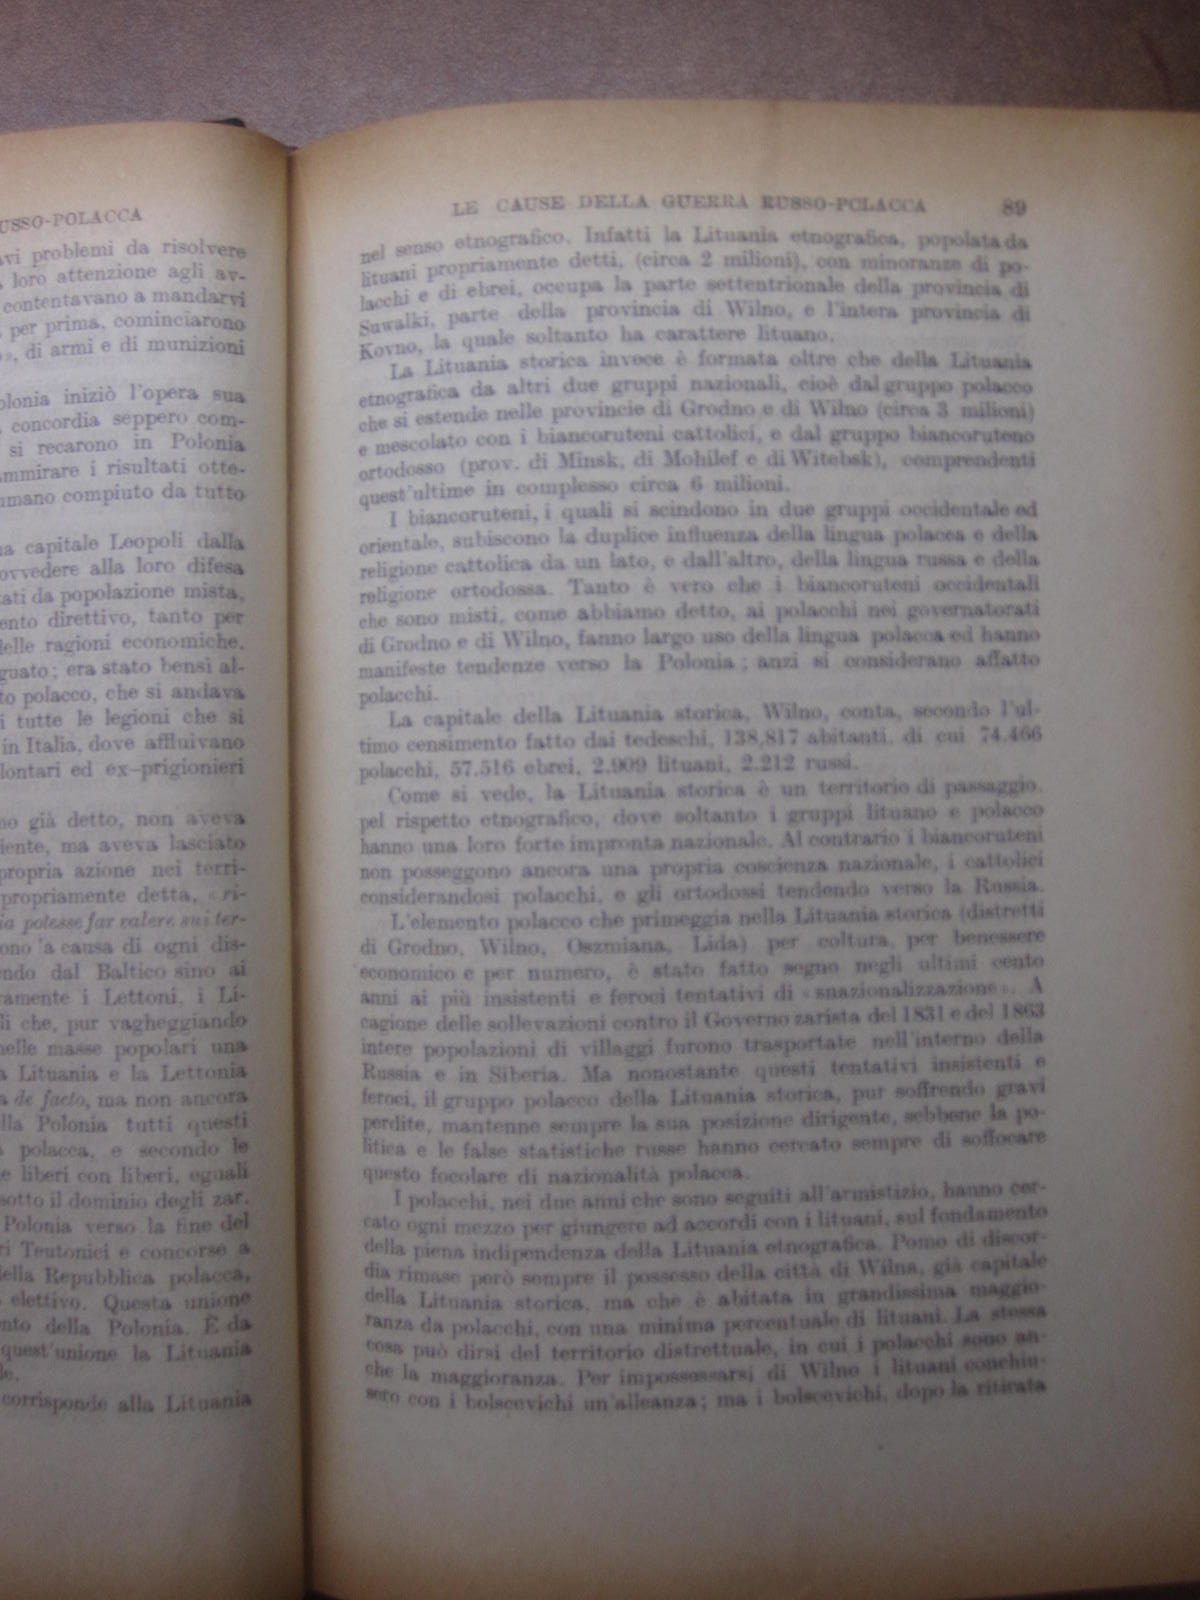 USSO-POLACCA
avi problemi da risolvere
loro attenzione agli av-
contentavano a mandarvi
per prima, cominciarono
», di armi e di munizioni
olonia iniziò l'opera sua
concordia seppero com-
si recarono in Polonia
ammirare i risultati otte-
umano compiuto da tutto
na capitale Leopoli dalla
ovvedere alla loro difesa
tati da popolazione mista,
ento direttivo, tanto per
delle ragioni economiche,
guato; era stato bensì al-
to polacco, che si andava
i tutte le legioni che si
in Italia, dove affluivano
lontari ed ex-prigionieri
mo già detto, non aveva
iente, ma aveva lasciato
propria azione nei terri-
propriamente detta, « ri-
ia potesse far valere sui ter-
ono 'a causa di ogni dis-
endo dal Baltico sino ai
ramente i Lettoni, i Li-
li che, pur vagheggiando
nelle masse popolari una
a Lituania e la Lettonia
a de facto, ma non ancora
lla Polonia tutti questi
polacca, e secondo le
e liberi con liberi, eguali
sotto il dominio degli zar.
Polonia verso la fine del
ri Teutonici e concorse a
della Repubblica polacca,
elettivo. Questa unione
nto della Polonia. È da
quest'unione la Lituania
le.
corrisponde alla Lituania
LE CAUSE DELLA GUERRA RUSSO-POLACCA 89
nel senso etnografico. Infatti la Lituania etnografica, popolata da
lituani propriamente detti, (circa 2 milioni), con minoranze di po-
lacchi e di ebrei, occupa la parte settentrionale della provincia di
Suwalki, parte della provincia di Wilno, e l'intera provincia di
Kovno, la quale soltanto ha carattere lituano.
La Lituania storica invece è formata oltre che della Lituania
etnografica da altri due gruppi nazionali, cioè dal gruppo polacco
che si estende nelle provincie di Grodno e di Wilno (circa 3 milioni)
e mescolato con i biancoruteni cattolici, e dal gruppo biancoruteno
ortodosso (prov. di Minsk, di Mohilef e di Witebsk), comprendenti
quest'ultime in complesso circa 6 milioni.
I biancoruteni, i quali si scindono in due gruppi occidentale ed
orientale, subiscono la duplice influenza della lingua polacca e della
religione cattolica da un lato, e dall'altro, della lingua russa e della
religione ortodossa. Tanto è vero che i biancoruteni occidentali
che sono misti, come abbiamo detto, ai polacchi nei governatorati
di Grodno e di Wilno, fanno largo uso della lingua polacca ed hanno
manifeste tendenze verso la Polonia; anzi si considerano affatto
polacchi.
La capitale della Lituania storica, Wilno, conta, secondo l'ul-
timo censimento fatto dai tedeschi, 138,817 abitanti, di cui 74.466
polacchi, 57.516 ebrei, 2.909 lituani, 2.212 russi.
Come si vede, la Lituania storica è un territorio di passaggio,
pel rispetto etnografico, dove soltanto i gruppi lituano e polacco
hanno una loro forte impronta nazionale. Al contrario i biancoruteni
non posseggono ancora una propria coscienza nazionale, i cattolici
considerandosi polacchi, e gli ortodossi tendendo verso la Russia.
L'elemento polacco che primeggia nella Lituania storica (distretti
di Grodno, Wilno, Oszmiana, Lida) per coltura, per benessere
economico e per numero, è stato fatto segno negli ultimi cento
anni ai più insistenti e feroci tentativi di «snazionalizzazione». A
cagione delle sollevazioni contro il Governo zarista del 1831 e del 1863
intere popolazioni di villaggi furono trasportate nell'interno della
Russia e in Siberia. Ma nonostante questi tentativi insistenti e
feroci, il gruppo polacco della Lituania storica, pur soffrendo gravi
perdite, mantenne sempre la sua posizione dirigente, sebbene la po-
litica e le false statistiche russe hanno cercato sempre di soffocare
questo focolare di nazionalità polacca.
I polacchi, nei due anni che sono seguiti all'armistizio, hanno cer-
cato ogni mezzo per giungere ad accordi con i lituani, sul fondamento
della piena indipendenza della Lituania etnografica. Pomo di discor-
dia rimase però sempre il possesso della città di Wilna, già capitale
della Lituania storica, ma che è abitata in grandissima maggio-
ranza da polacchi, con una minima percentuale di lituani. La stessa
cosa può dirsi del territorio distrettuale, in cui i polacchi sono an-
che la maggioranza. Per impossessarsi di Wilno i lituani conchiu-
sero con i bolscevichi un'alleanza; ma i bolscevichi, dopo la ritirata